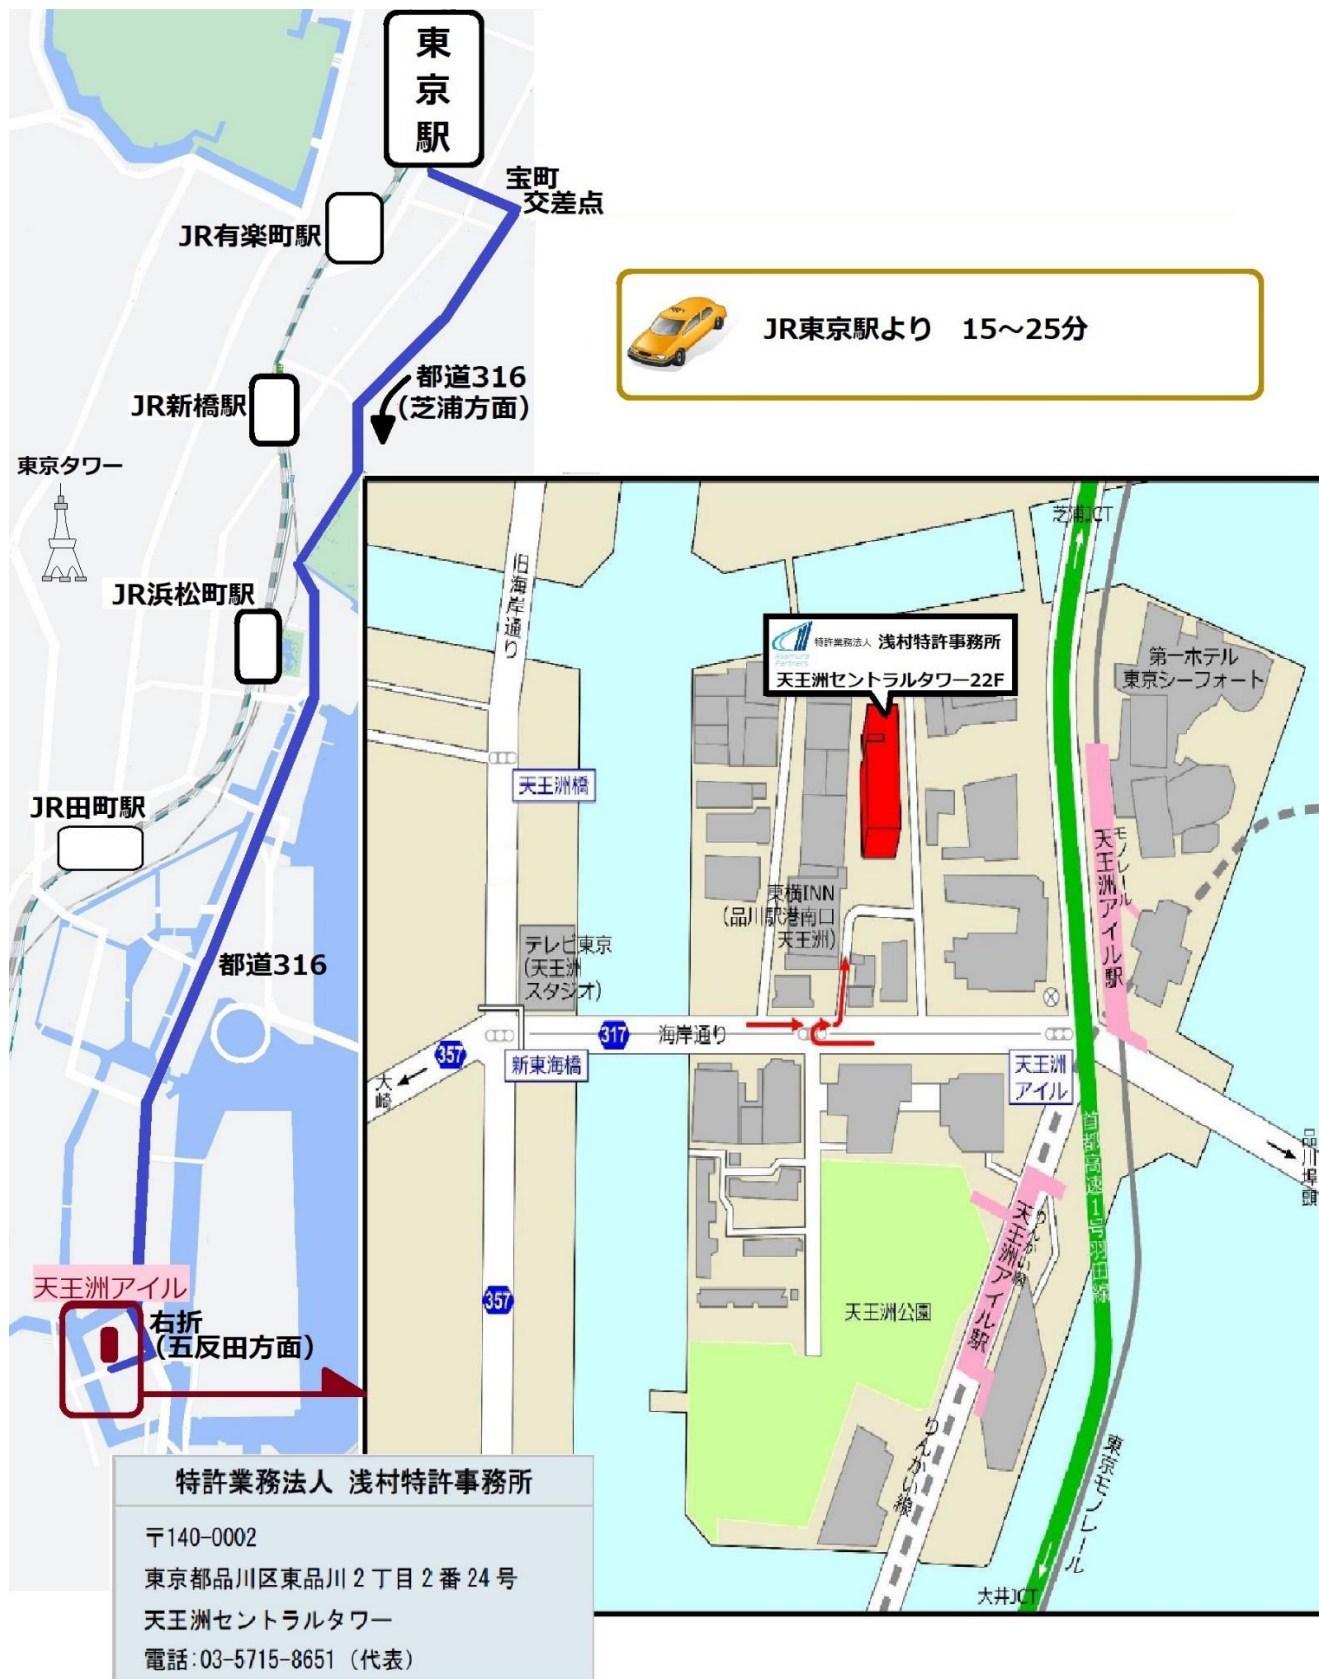 東京駅
宝町
交差点
JR有楽町駅
JR東京駅より 15～25分
都道316
(芝浦方面)
JR新橋駅
東京タワー
JR浜松町駅
JR田町駅
都道316
天王洲アイル
右折
(五反田方面)
芝浦JCT
旧海岸通り
Asamura
Partners
特許業務法人 浅村特許事務所
天王洲セントラルタワー22F
第一ホテル
東京シーフォート
天王洲橋
モノレール
天王洲アイル駅
東横INN
(品川駅港南口
天王洲)
テレビ東京
(天王洲
スタジオ)
317
海岸通り
357
大崎
新東海橋
天王洲
アイル
品川埠頭
首都高速1号羽田線
りんかい線
天王洲アイル駅
357
天王洲公園
りんかい線
東京モノレール
大井JCT
特許業務法人 浅村特許事務所
〒140-0002
東京都品川区東品川2丁目2番24号
天王洲セントラルタワー
電話:03-5715-8651 (代表)